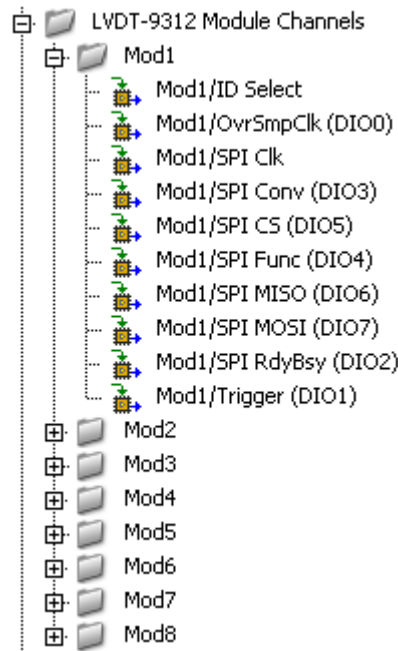 LVDT-9312 Module Channels
Mod1
Mod1/ID Select
Mod1/OvrSmpClk (DIO0)
Mod1/SPI Clk
Mod1/SPI Conv (DIO3)
Mod1/SPI CS (DIO5)
Mod1/SPI Func (DIO4)
Mod1/SPI MISO (DIO6)
Mod1/SPI MOSI (DIO7)
Mod1/SPI RdyBsy (DIO2)
Mod1/Trigger (DIO1)
Mod2
Mod3
Mod4
Mod5
Mod6
Mod7
Mod8